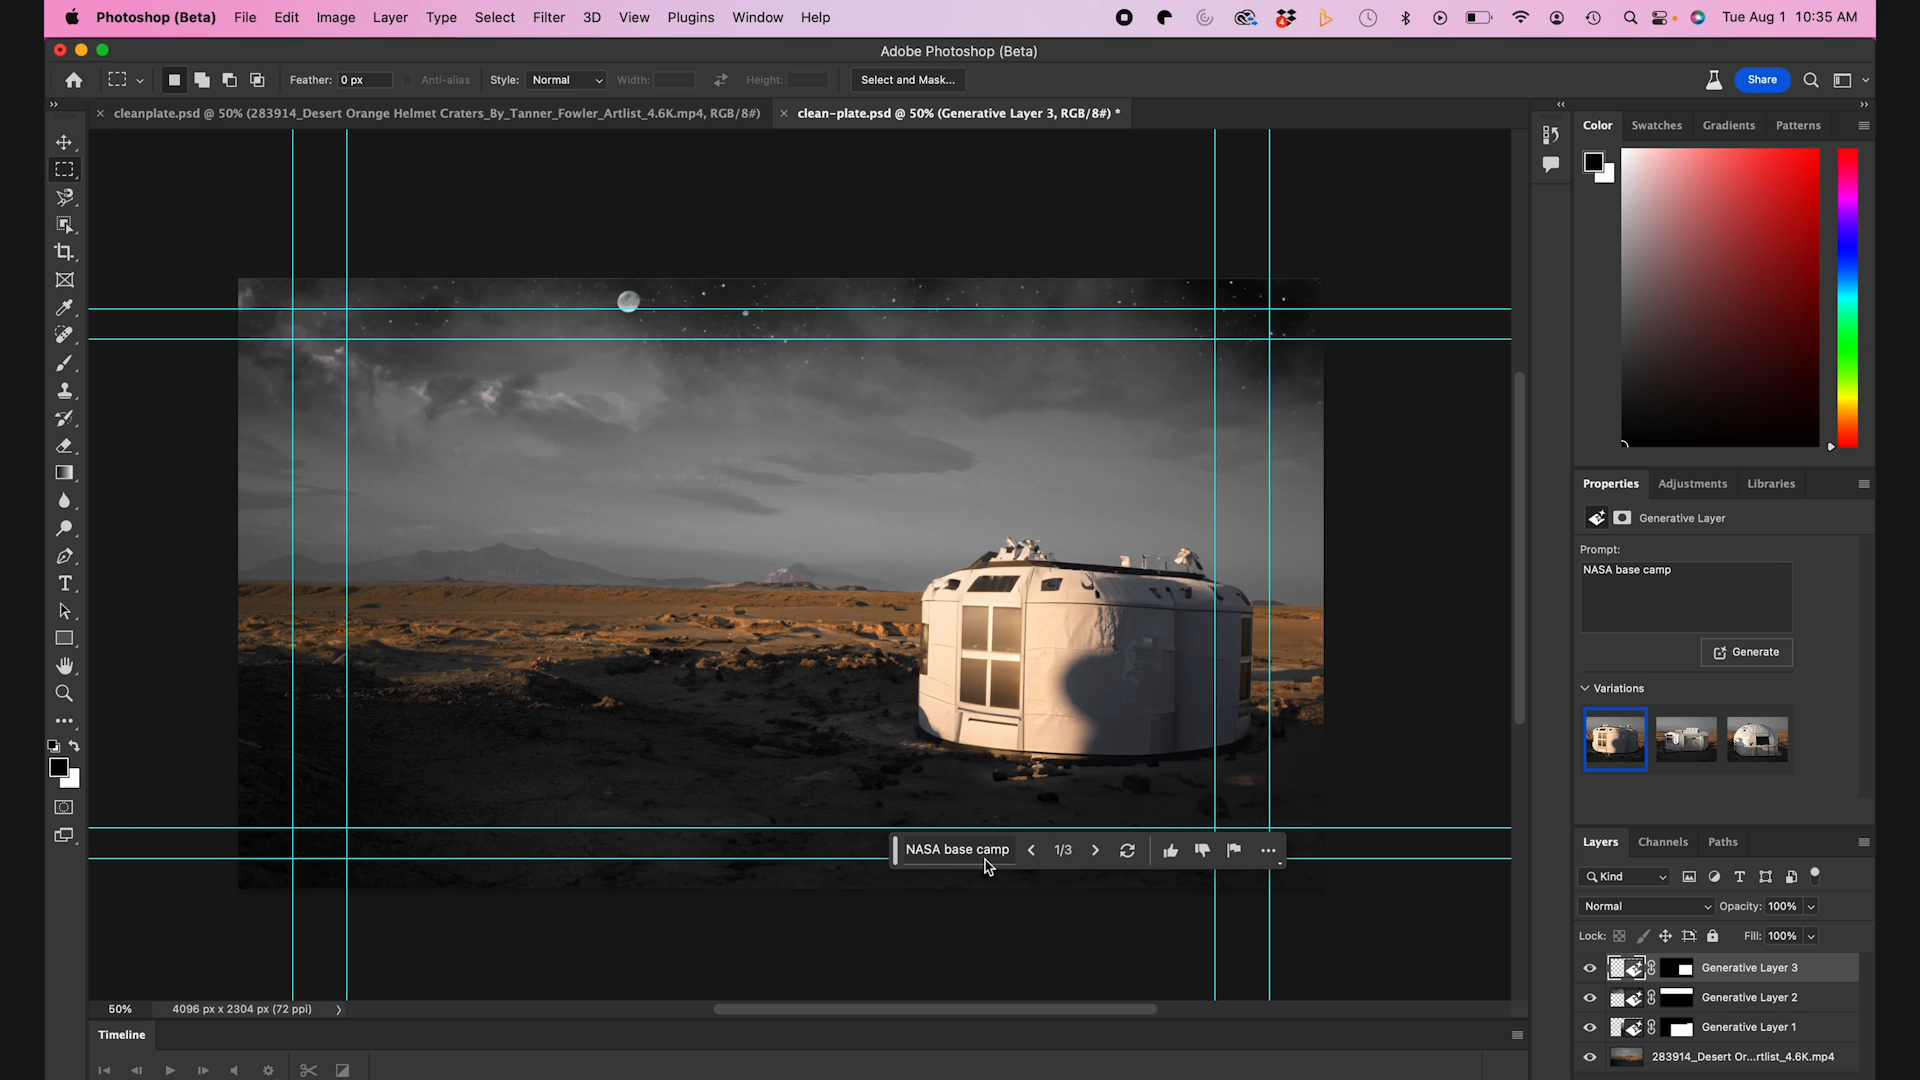 Photoshop (Beta) File Edit Image Layer Type Select Filter 3D View Plugins Window Help 4 Tue Aug 1 10:35 AM
Adobe Photoshop (Beta)
Feather: 0 px Anti-alias Style: Normal Width: Height: Select and Mask... Share
cleanplate.psd @ 50% (283914_Desert Orange Helmet Craters_By_Tanner_Fowler_Artlist_4.6K.mp4, RGB/8#) clean-plate.psd @ 50% (Generative Layer 3, RGB/8#) *
Color Swatches Gradients Patterns
Properties Adjustments Libraries
Generative Layer
Prompt:
NASA base camp
Generate
Variations
NASA base camp 1/3
Layers Channels Paths
Kind
Normal Opacity: 100%
Lock: Fill: 100%
Generative Layer 3
Generative Layer 2
Generative Layer 1
283914_Desert Or...rtlist_4.6K.mp4
50% 4096 px x 2304 px (72 ppi)
Timeline